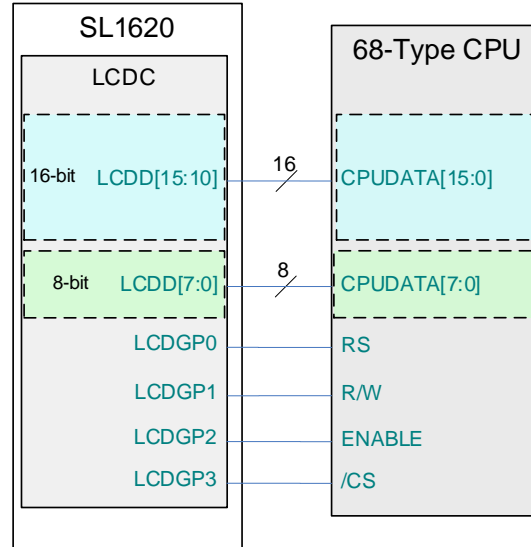 SL1620
68-Type CPU
LCDC
16-bit LCDD[15:10] 16 CPUDATA[15:0]
8-bit LCDD[7:0] 8 CPUDATA[7:0]
LCDGP0 RS
LCDGP1 R/W
LCDGP2 ENABLE
LCDGP3 /CS